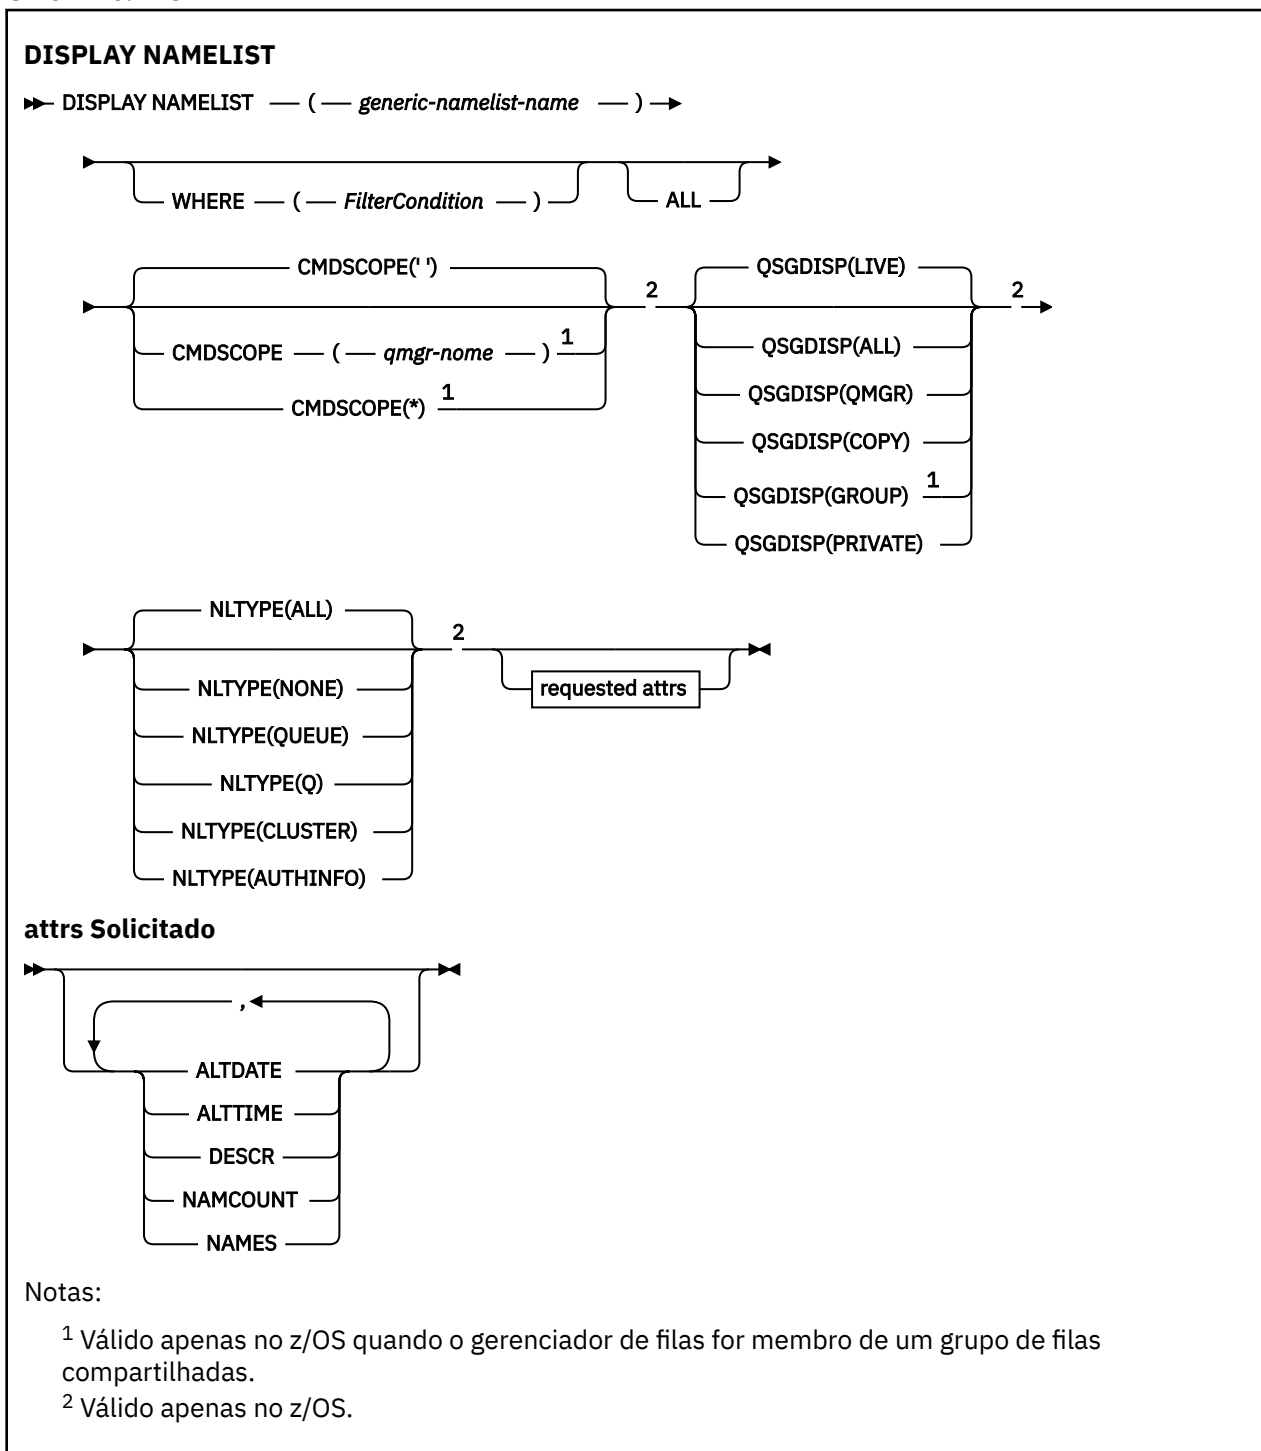 DISPLAY NAMELIST
DISPLAY NAMELIST ( generic-namelist-name )
WHERE ( FilterCondition ) ALL
CMDSCOPE(' ') 2 QSGDISP(LIVE) 2
CMDSCOPE ( qmgr-nome ) 1
CMDSCOPE(*) 1
QSGDISP(ALL)
QSGDISP(QMGR)
QSGDISP(COPY)
QSGDISP(GROUP) 1
QSGDISP(PRIVATE)
NLTYPE(ALL) 2
NLTYPE(NONE)
NLTYPE(QUEUE)
NLTYPE(Q)
NLTYPE(CLUSTER)
NLTYPE(AUTHINFO)
requested attrs
attrs Solicitado
,
ALTDATE
ALTTIME
DESCR
NAMCOUNT
NAMES
Notas:
1 Válido apenas no z/OS quando o gerenciador de filas for membro de um grupo de filas
compartilhadas.
2 Válido apenas no z/OS.